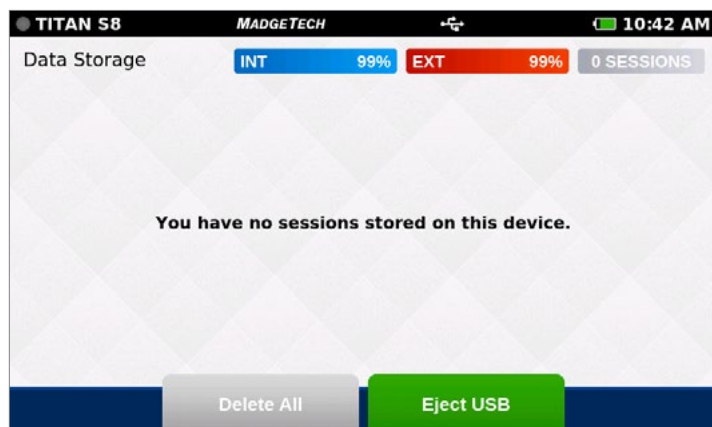 TITAN S8 MADGETECH 10:42 AM
Data Storage INT 99% EXT 99% 0 SESSIONS
You have no sessions stored on this device.
Delete All Eject USB